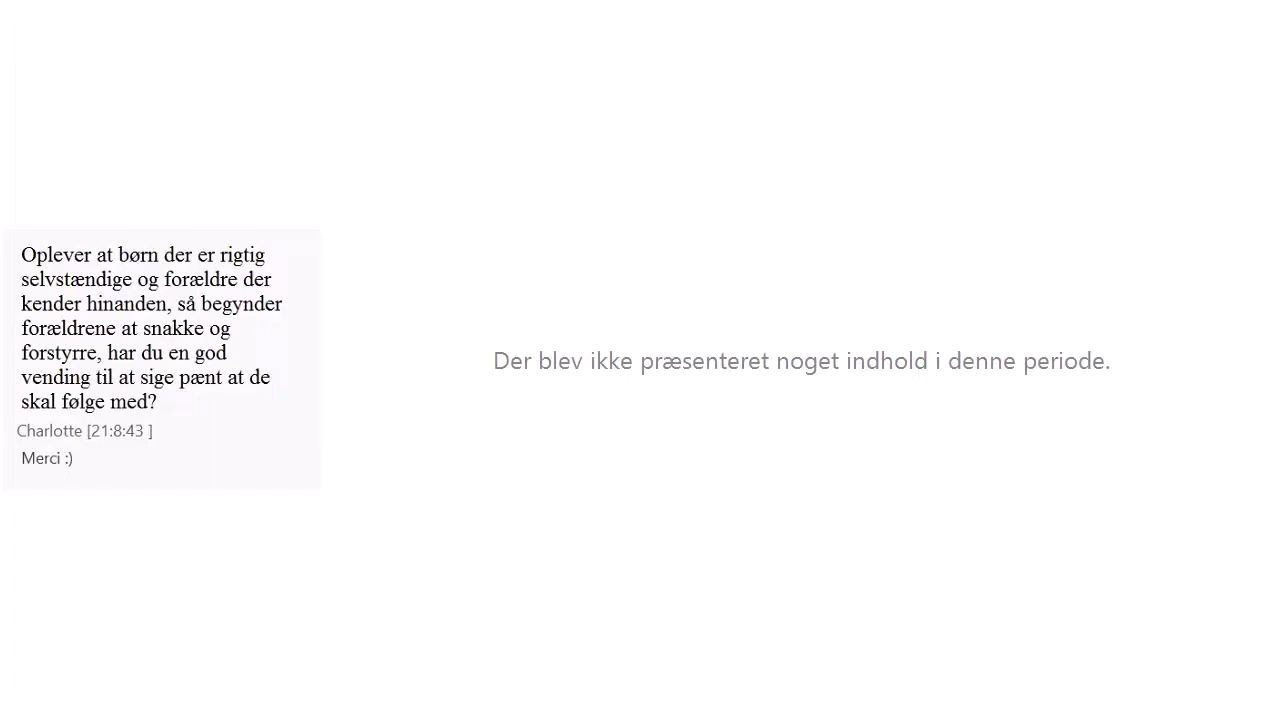 Oplever at børn der er rigtig
selvstændige og forældre der
kender hinanden, så begynder
forældrene at snakke og
forstyrre, har du en god
vending til at sige pænt at de
skal følge med?
Charlotte [21:8:43 ]
Merci :)
Der blev ikke præsenteret noget indhold i denne periode.